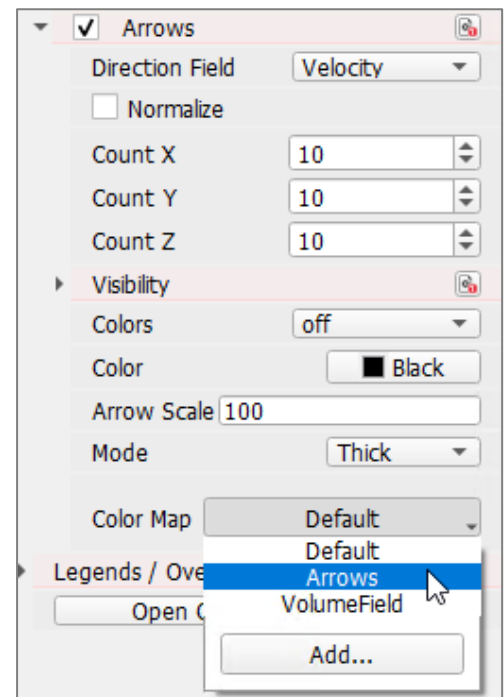 Arrows
Direction Field Velocity
Normalize
Count X 10
Count Y 10
Count Z 10
Visibility
Colors off
Color Black
Arrow Scale 100
Mode Thick
Color Map Default
Default
Legends / Ove Arrows
Open VolumeField
Add...